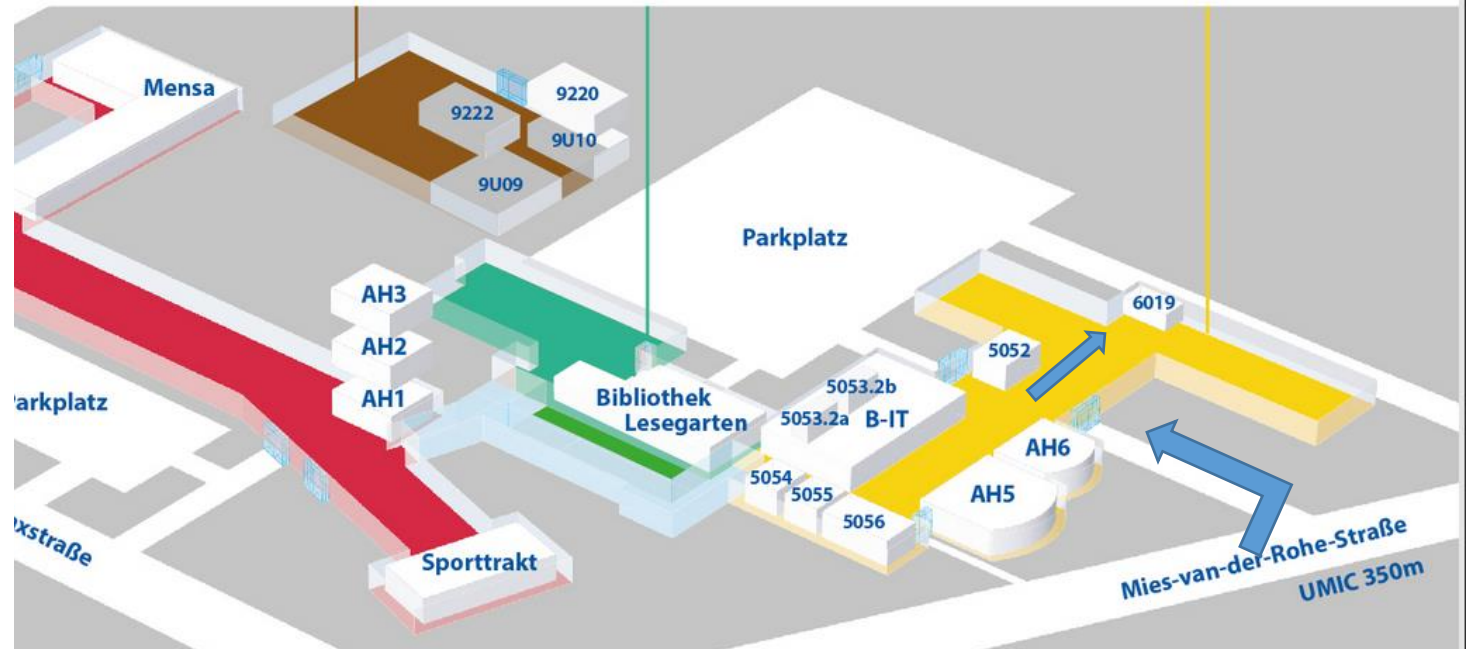 Mensa
9220
9222
9U10
9U09
Parkplatz
AH3
6019
AH2
5052
5053.2b
AH1
Bibliothek
Lesegarten
5053.2a
B-IT
arkplatz
AH6
5054
5055
AH5
5056
xstraße
Sporttrakt
Mies-van-der-Rohe-Straße
UMIC 350m